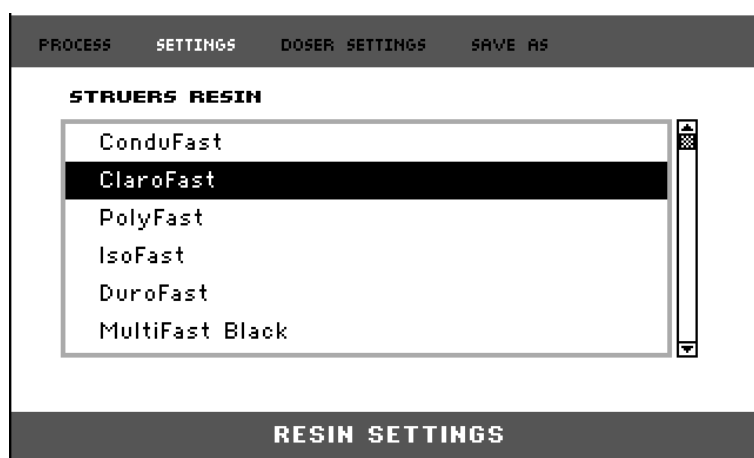 PROCESS SETTINGS DOSER SETTINGS SAVE AS
STRUERS RESIN
ConduFast
ClaroFast
PolyFast
IsoFast
DuroFast
MultiFast Black
RESIN SETTINGS